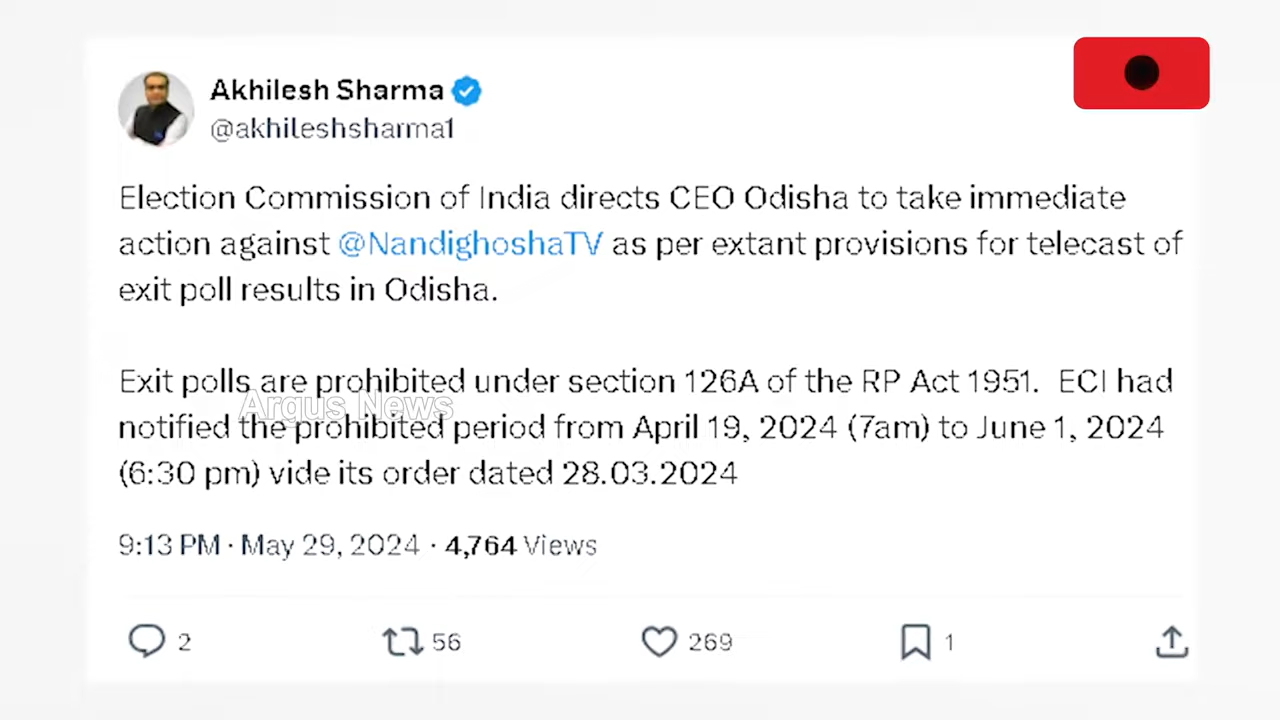 Akhilesh Sharma
@akhileshsharma1
Election Commission of India directs CEO Odisha to take immediate
action against @NandighoshaTV as per extant provisions for telecast of
exit poll results in Odisha.
Exit polls are prohibited under section 126A of the RP Act 1951. ECI had
Argus News
notified the prohibited period from April 19, 2024 (7am) to June 1, 2024
(6:30 pm) vide its order dated 28.03.2024
9:13 PM · May 29, 2024 · 4,764 Views
2 56 269 1